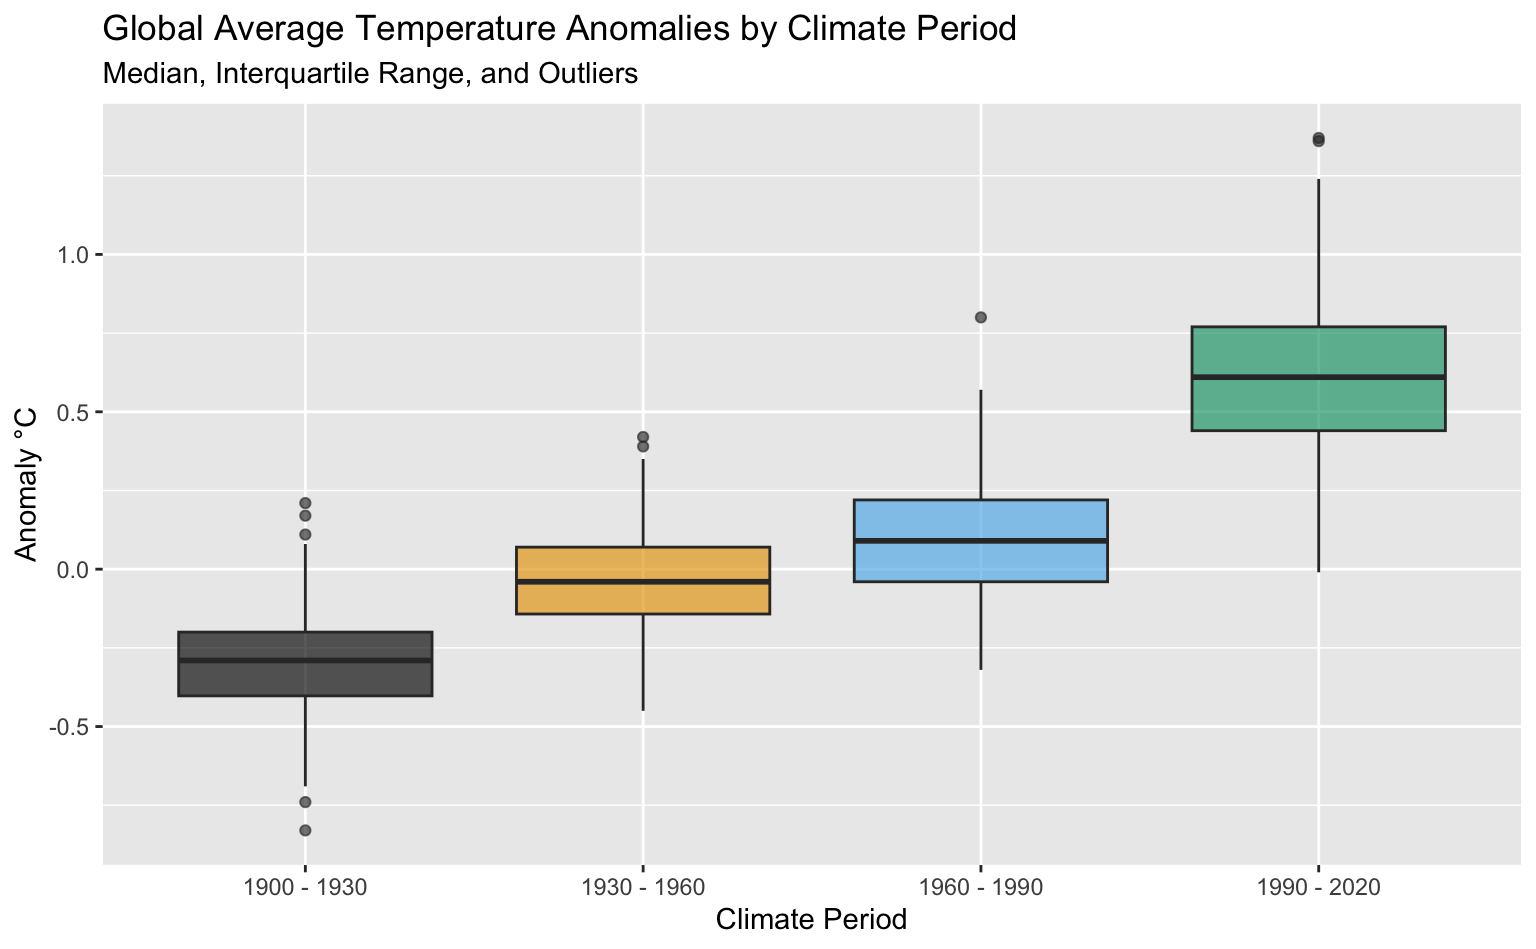 Global Average Temperature Anomalies by Climate Period
Median, Interquartile Range, and Outliers
Anomaly °C
1.0
0.5
0.0
-0.5
1900 - 1930
1930 - 1960
1960 - 1990
1990 - 2020
Climate Period